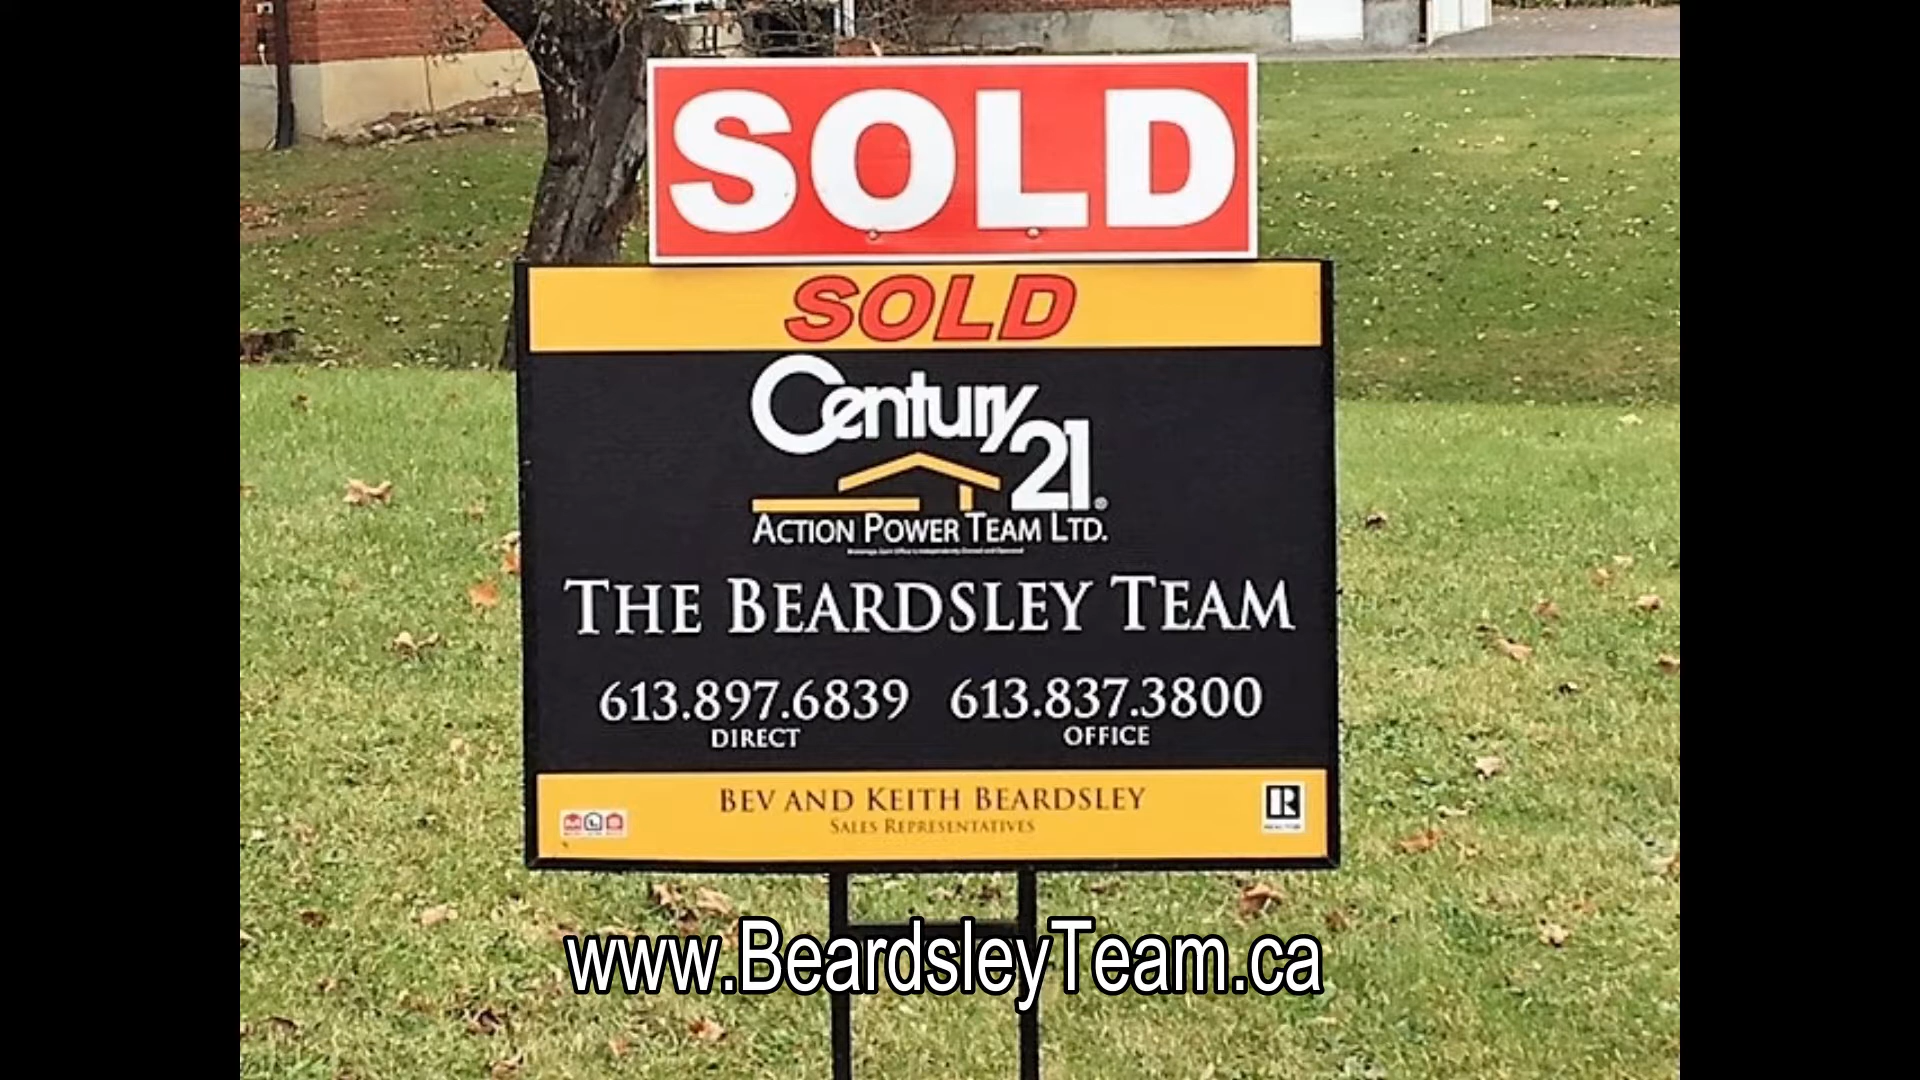 SOLD
SOLD
Century 21®
ACTION POWER TEAM LTD.
THE BEARDSLEY TEAM
613.897.6839 613.837.3800
DIRECT OFFICE
BEV AND KEITH BEARDSLEY
SALES REPRESENTATIVES
R
www.BeardsleyTeam.ca